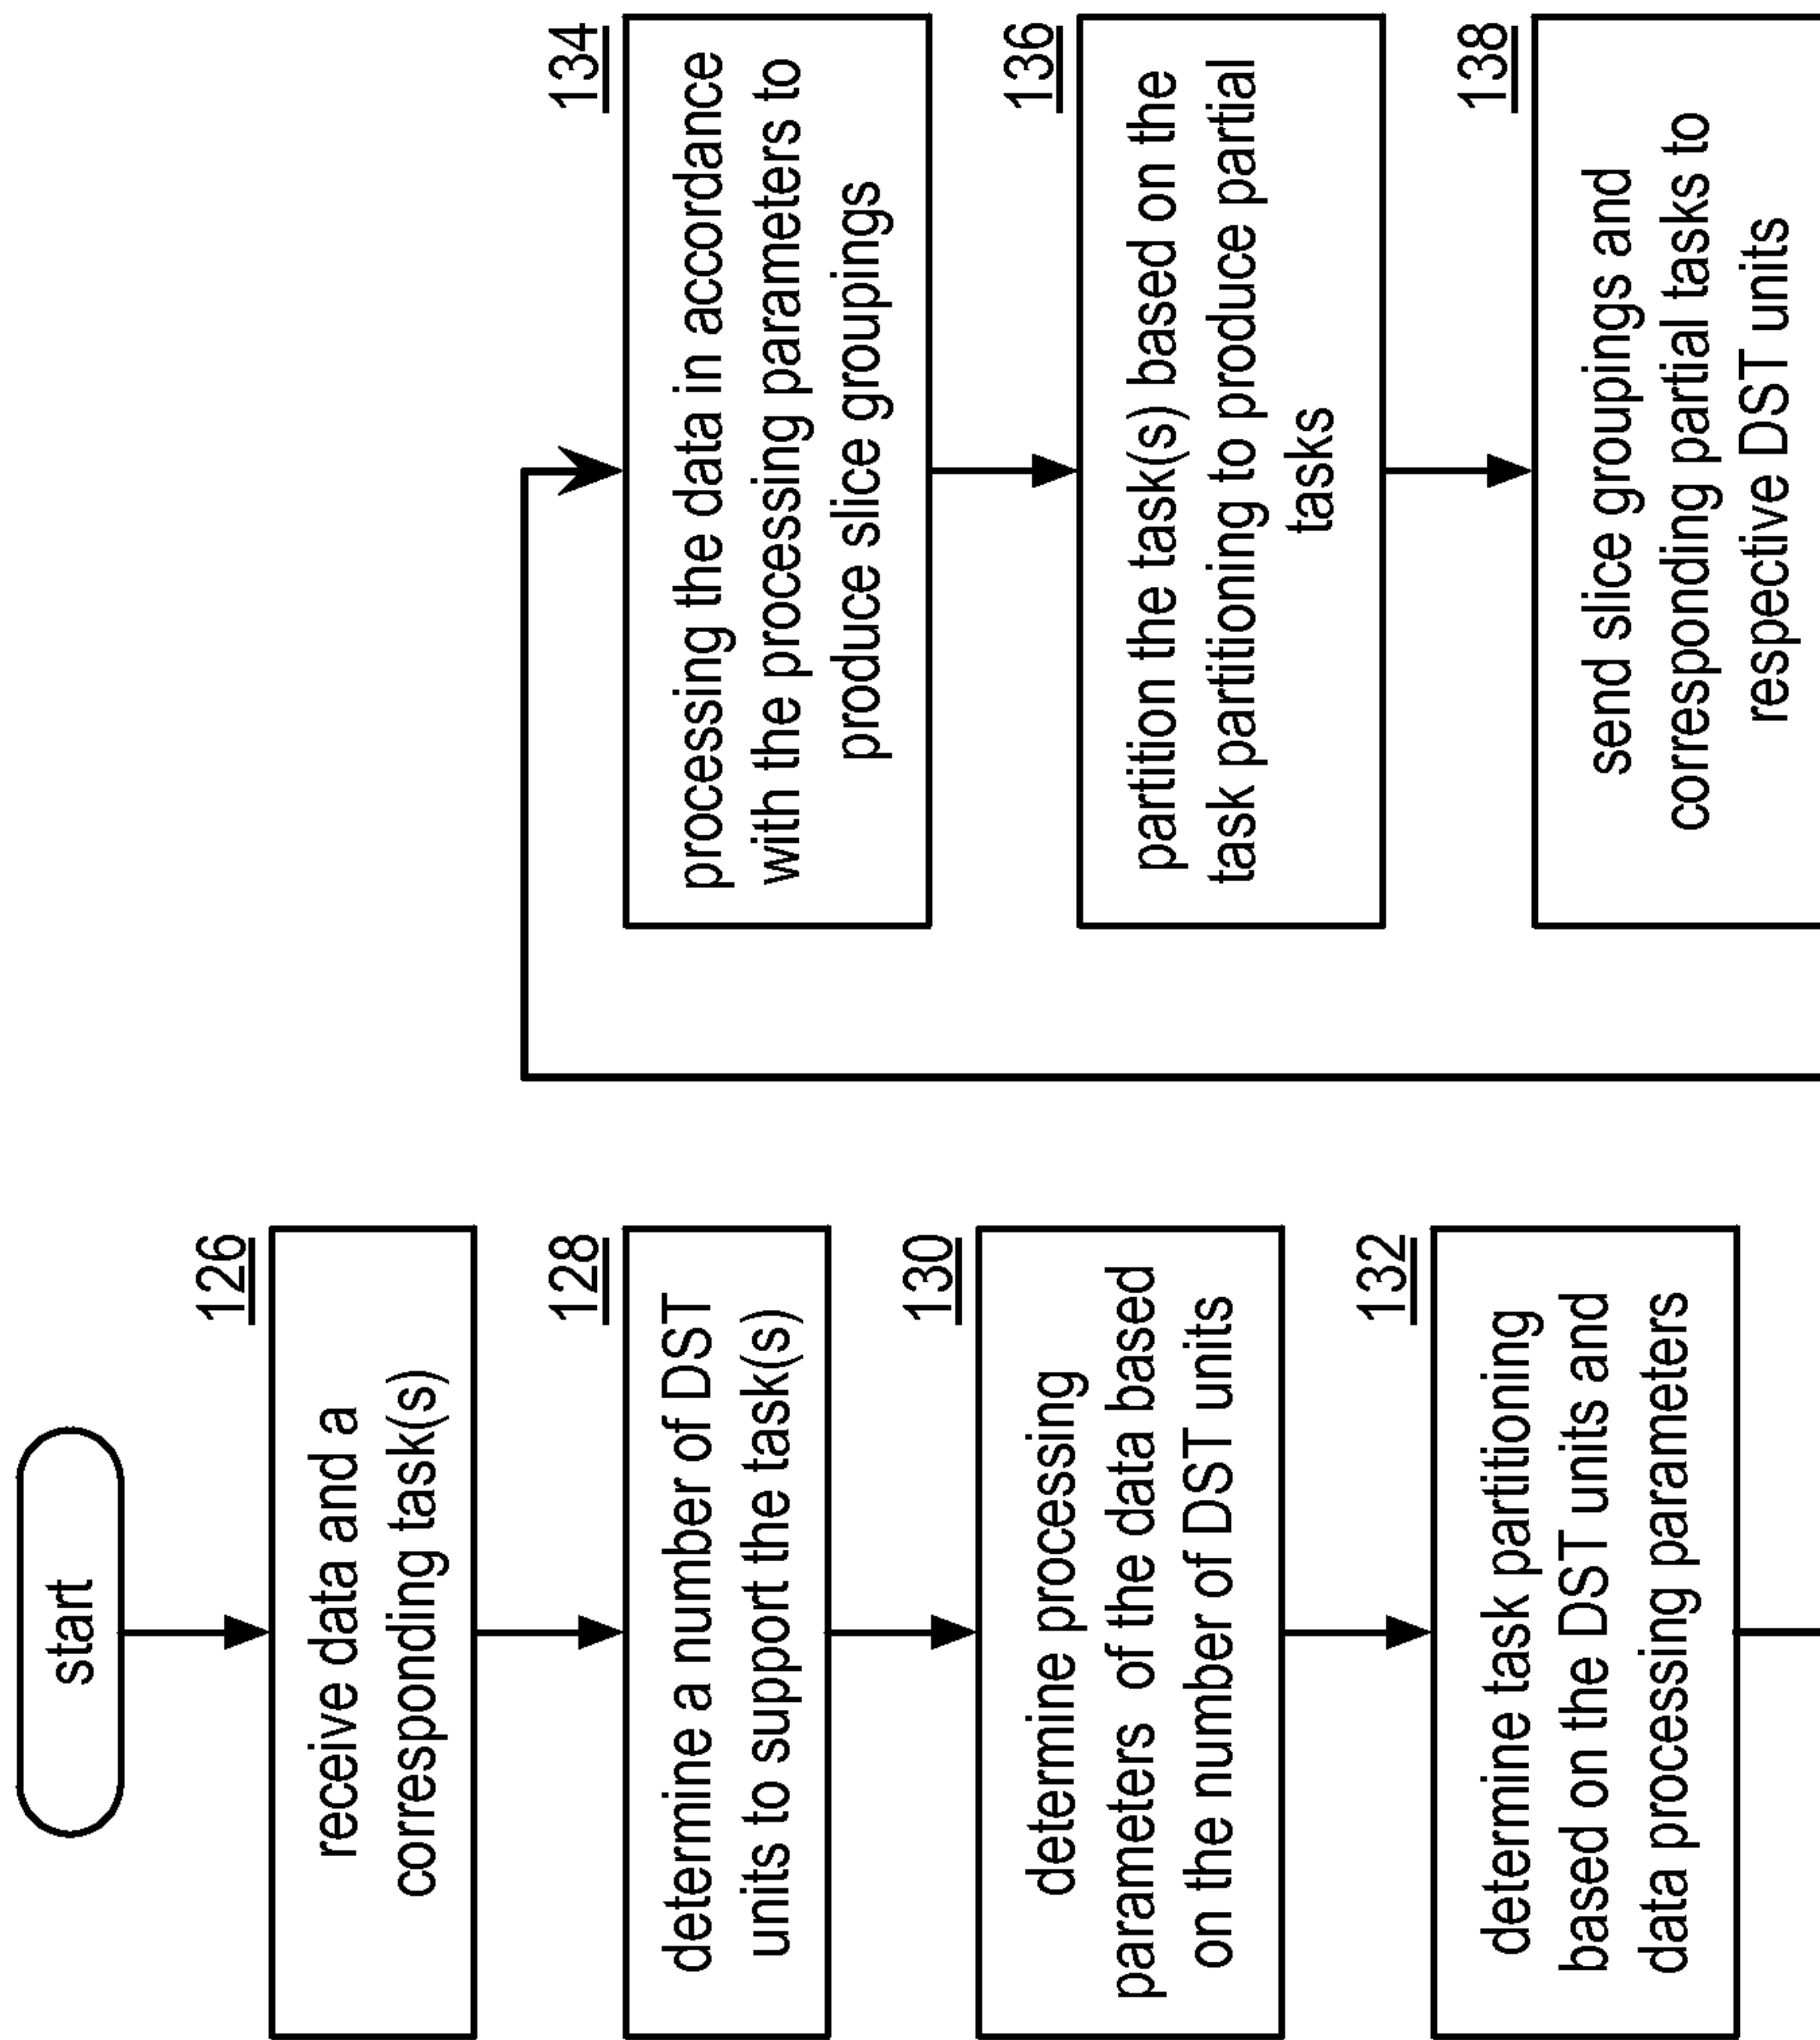 start
126
receive data and a
corresponding task(s)
128
determine a number of DST
units to support the task(s)
130
determine processing
parameters of the data based
on the number of DST units
132
determine task partitioning
based on the DST units and
data processing parameters
134
processing the data in accordance
with the processing parameters to
produce slice groupings
136
partition the task(s) based on the
task partitioning to produce partial
tasks
138
send slice groupings and
corresponding partial tasks to
respective DST units